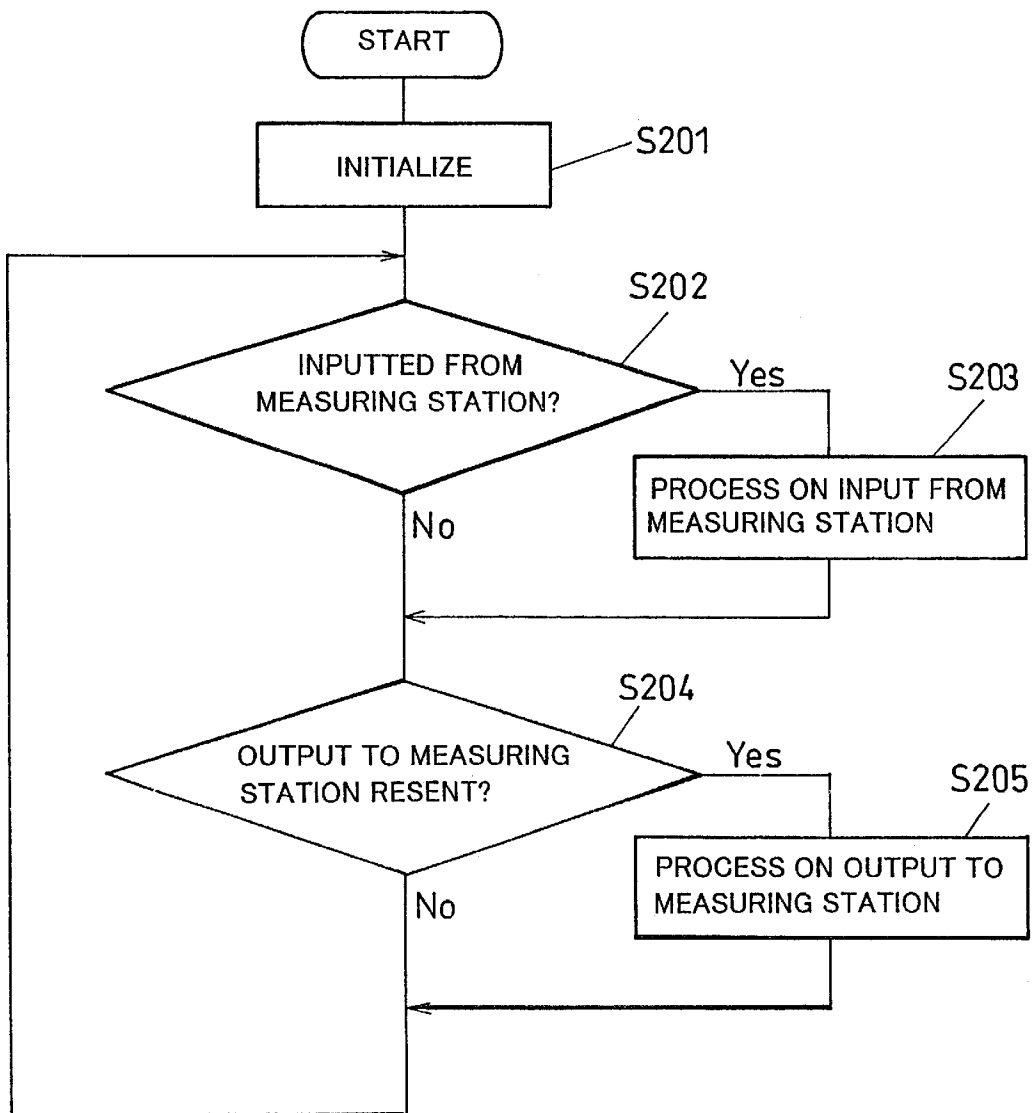 START
INITIALIZE
S201
S202
INPUTTED FROM
MEASURING STATION?
Yes
S203
PROCESS ON INPUT FROM
MEASURING STATION
No
S204
OUTPUT TO MEASURING
STATION RESENT?
Yes
S205
PROCESS ON OUTPUT TO
MEASURING STATION
No